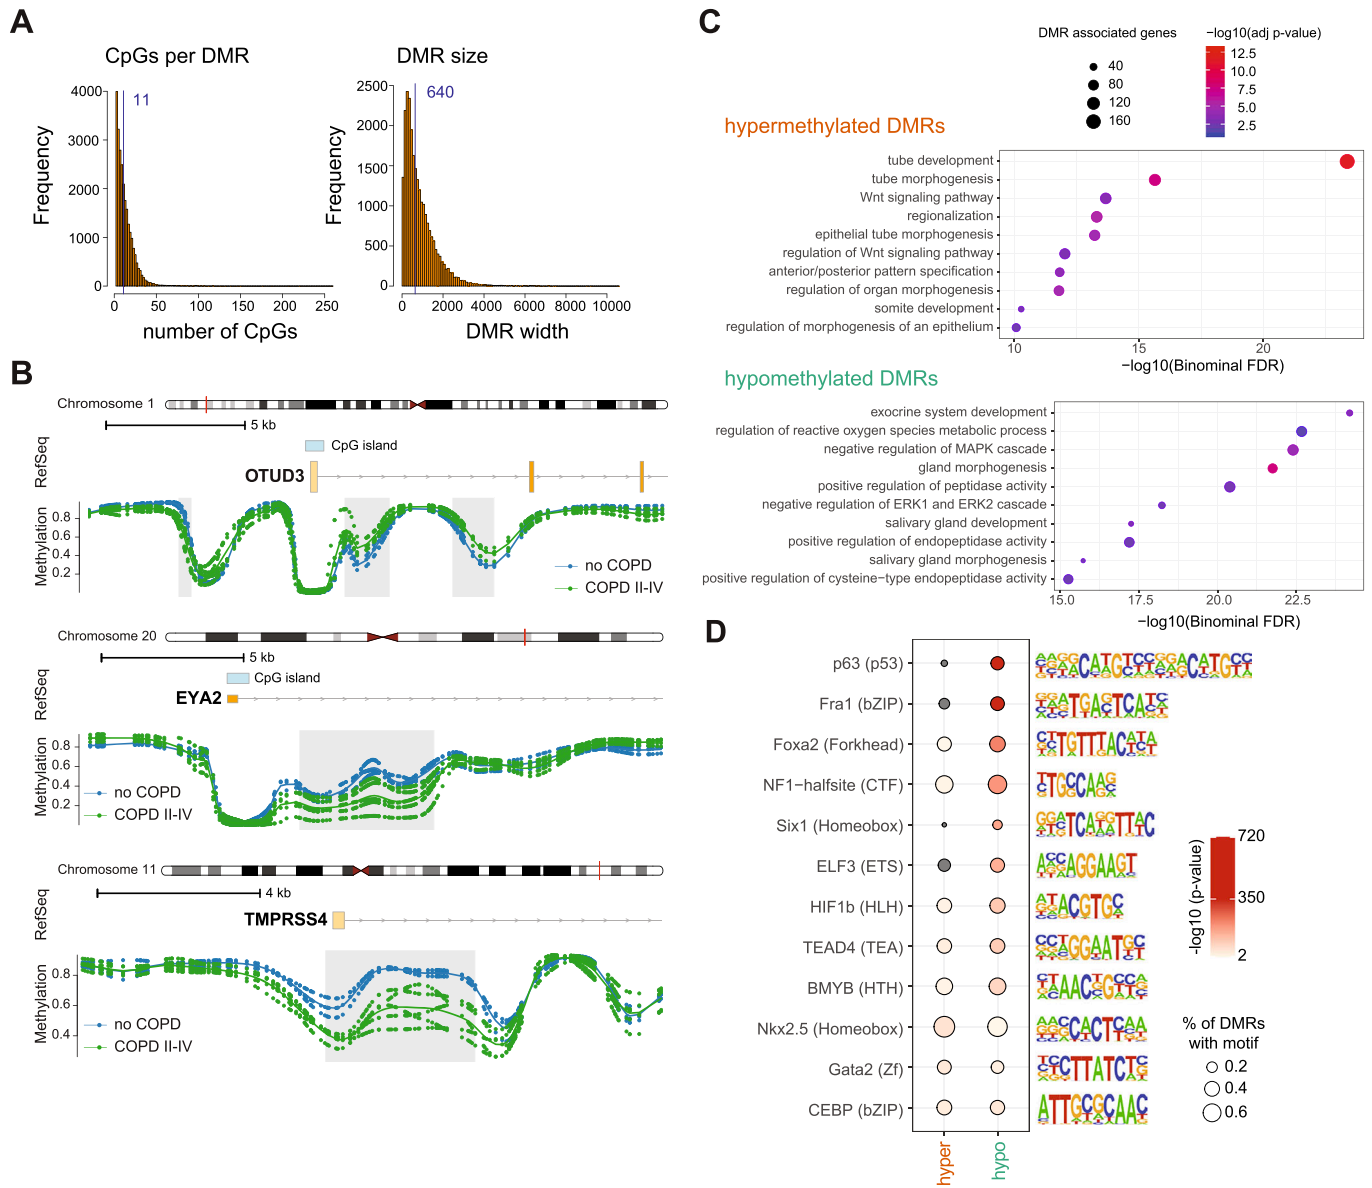 A
CpGs per DMR
11
4000
3000
2000
1000
0
Frequency
0
50
100
150
200
250
number of CpGs
DMR size
640
2500
2000
1500
1000
500
0
Frequency
0
2000
4000
6000
8000
10000
DMR width
B
Chromosome 1
5 kb
RefSeq
CpG island
OTUD3
Methylation
0.8
0.6
0.4
0.2
no COPD
COPD II-IV
Chromosome 20
5 kb
RefSeq
CpG island
EYA2
Methylation
0.8
0.6
0.4
0.2
no COPD
COPD II-IV
Chromosome 11
4 kb
RefSeq
TMPRSS4
Methylation
0.8
0.6
0.4
no COPD
COPD II-IV
C
DMR associated genes
40
80
120
160
−log10(adj p-value)
12.5
10.0
7.5
5.0
2.5
hypermethylated DMRs
tube development
tube morphogenesis
Wnt signaling pathway
regionalization
epithelial tube morphogenesis
regulation of Wnt signaling pathway
anterior/posterior pattern specification
regulation of organ morphogenesis
somite development
regulation of morphogenesis of an epithelium
10
15
20
−log10(Binominal FDR)
hypomethylated DMRs
exocrine system development
regulation of reactive oxygen species metabolic process
negative regulation of MAPK cascade
gland morphogenesis
positive regulation of peptidase activity
negative regulation of ERK1 and ERK2 cascade
salivary gland development
positive regulation of endopeptidase activity
salivary gland morphogenesis
positive regulation of cysteine−type endopeptidase activity
15.0
17.5
20.0
22.5
−log10(Binominal FDR)
D
p63 (p53)
Fra1 (bZIP)
Foxa2 (Forkhead)
NF1−halfsite (CTF)
Six1 (Homeobox)
ELF3 (ETS)
HIF1b (HLH)
TEAD4 (TEA)
BMYB (HTH)
Nkx2.5 (Homeobox)
Gata2 (Zf)
CEBP (bZIP)
hyper
hypo
-log10 (p-value)
720
350
2
% of DMRs
with motif
0.2
0.4
0.6